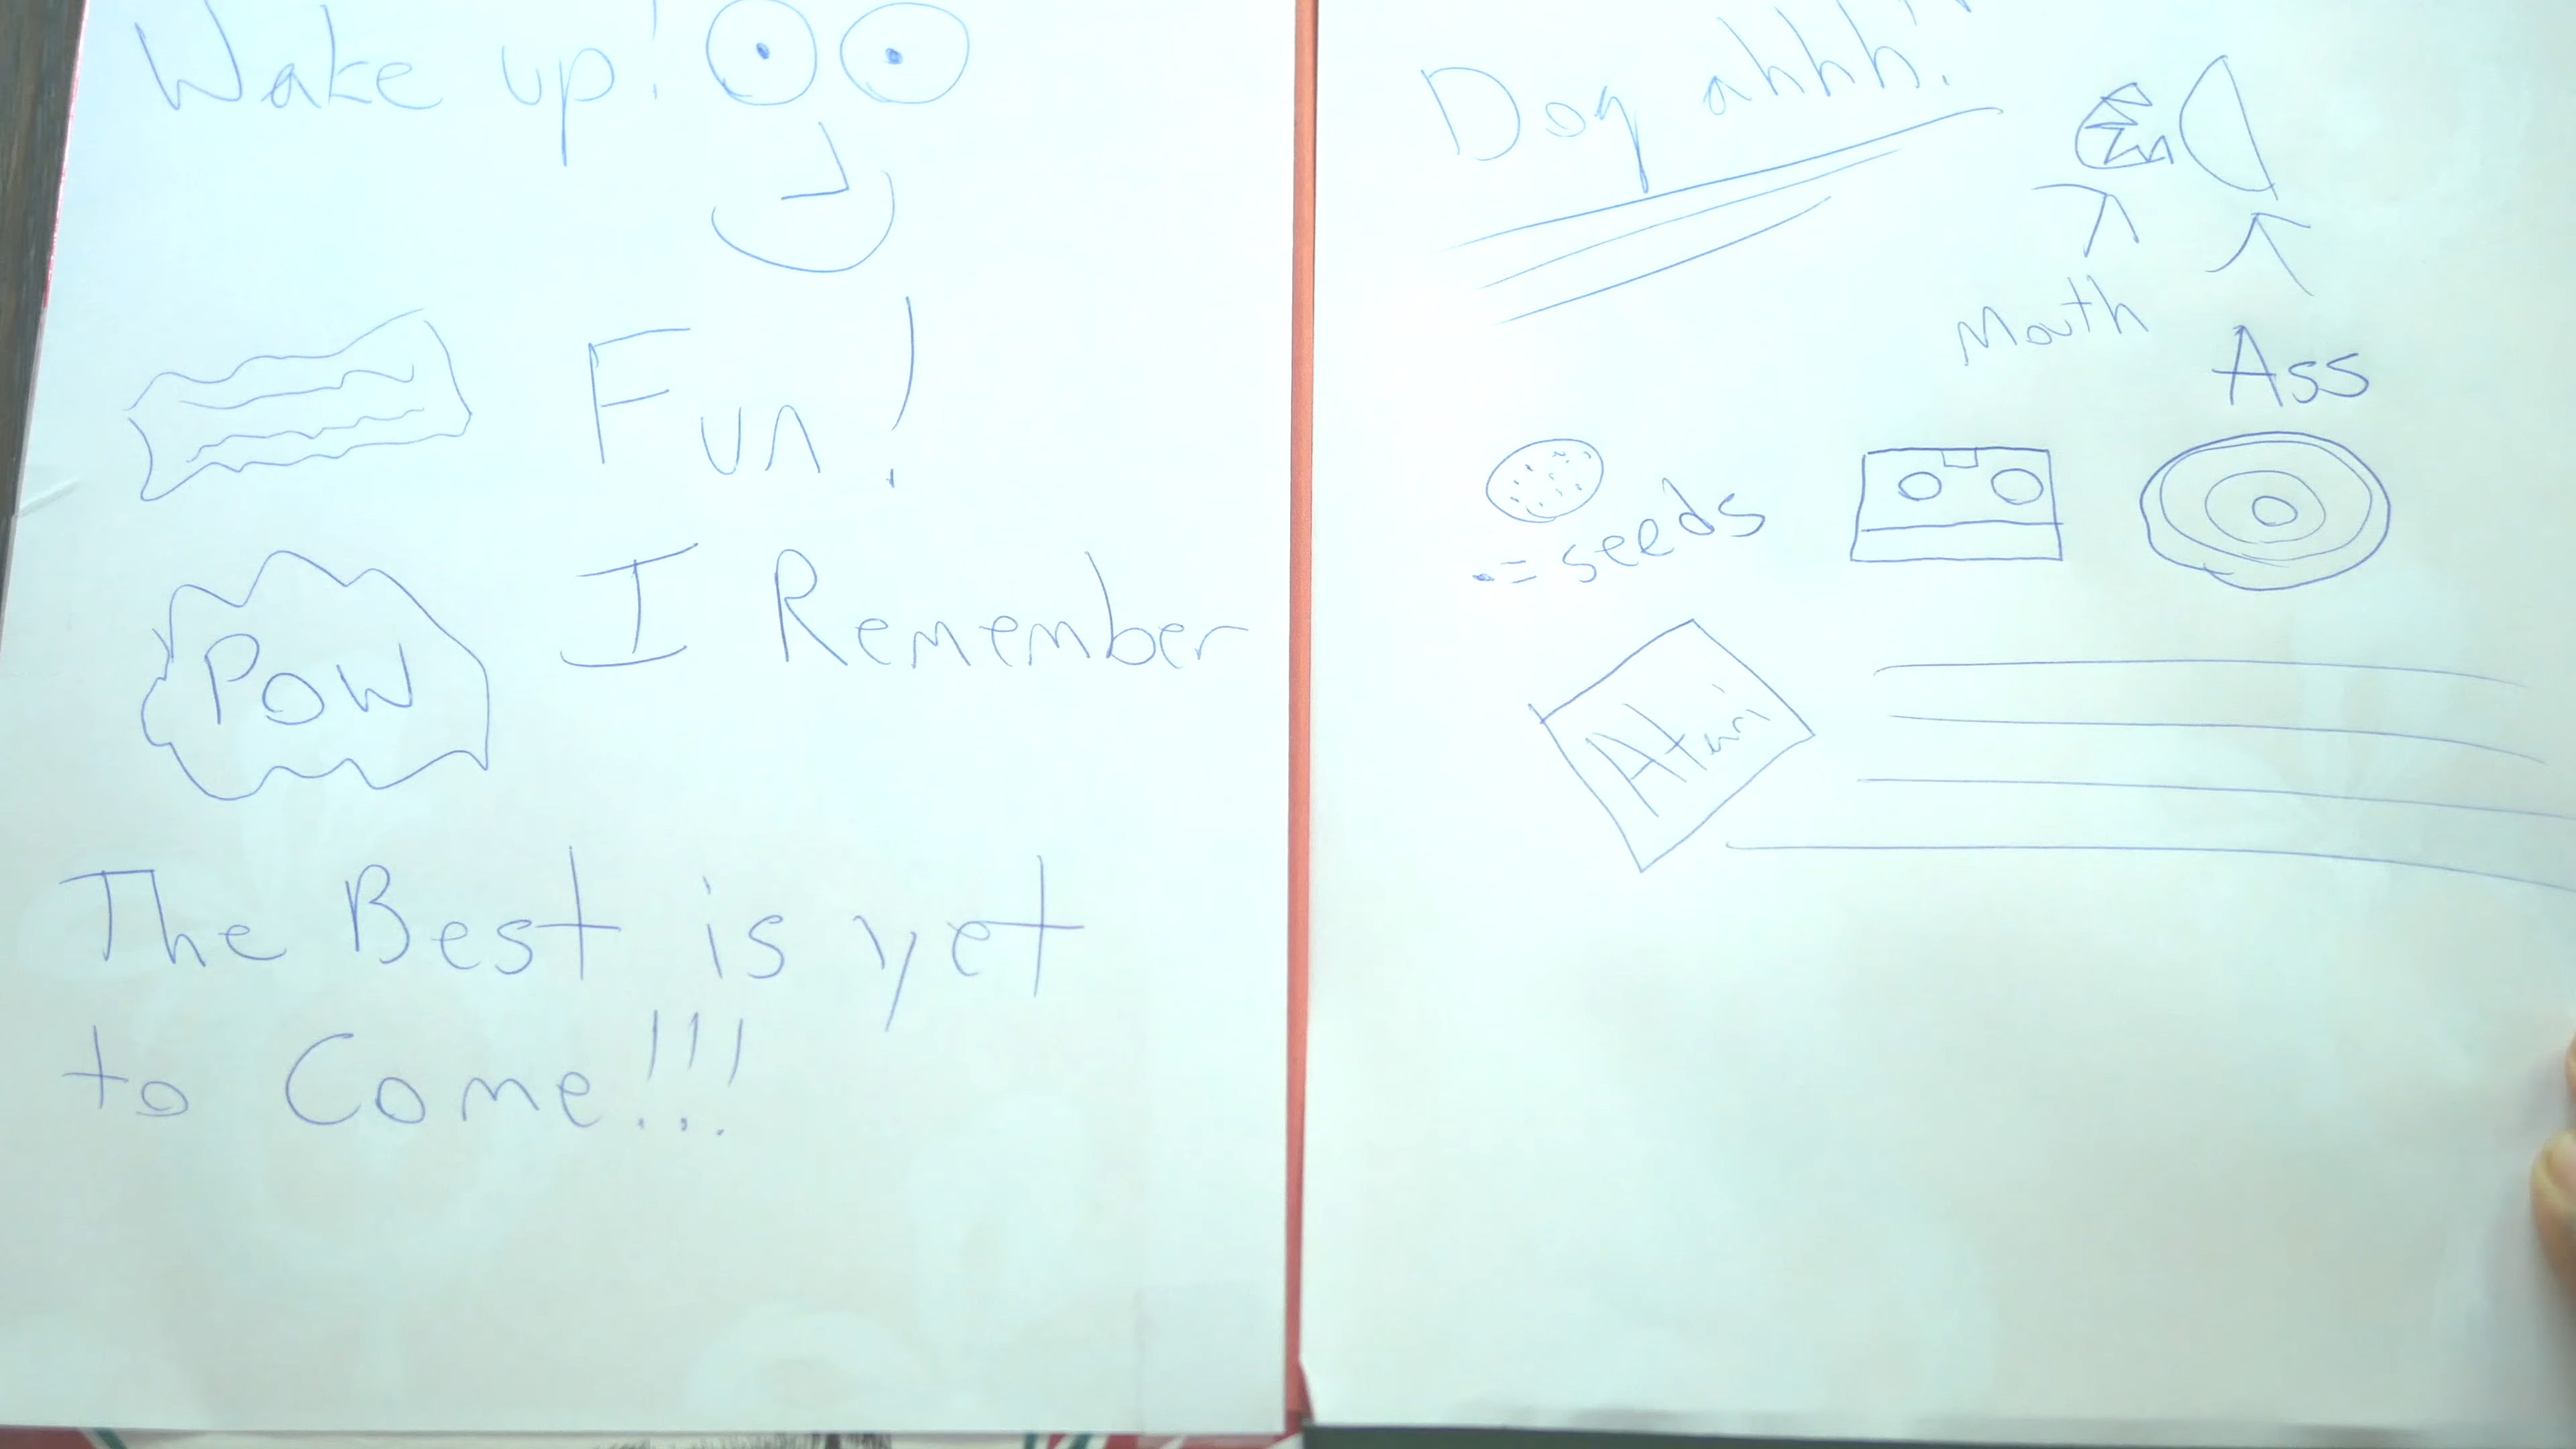 Wake up!
Fun!
POW
I Remember
The Best is yet
to Come!!!
Dog ahhh!
Mouth
Ass
.= seeds
Atari